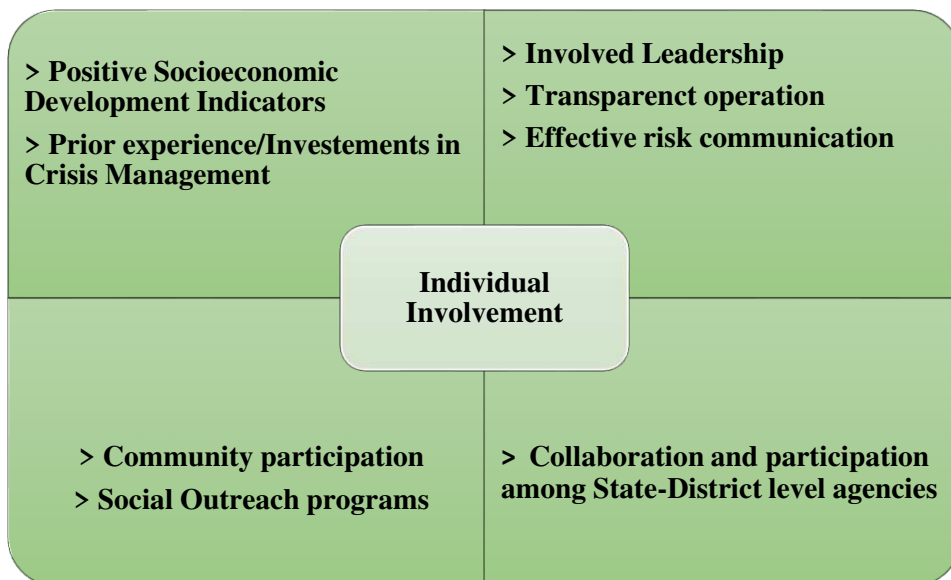 > Positive Socioeconomic
Development Indicators
> Prior experience/Investements in
Crisis Management
> Involved Leadership
> Transparenct operation
> Effective risk communication
Individual
Involvement
> Community participation
> Social Outreach programs
> Collaboration and participation
among State-District level agencies